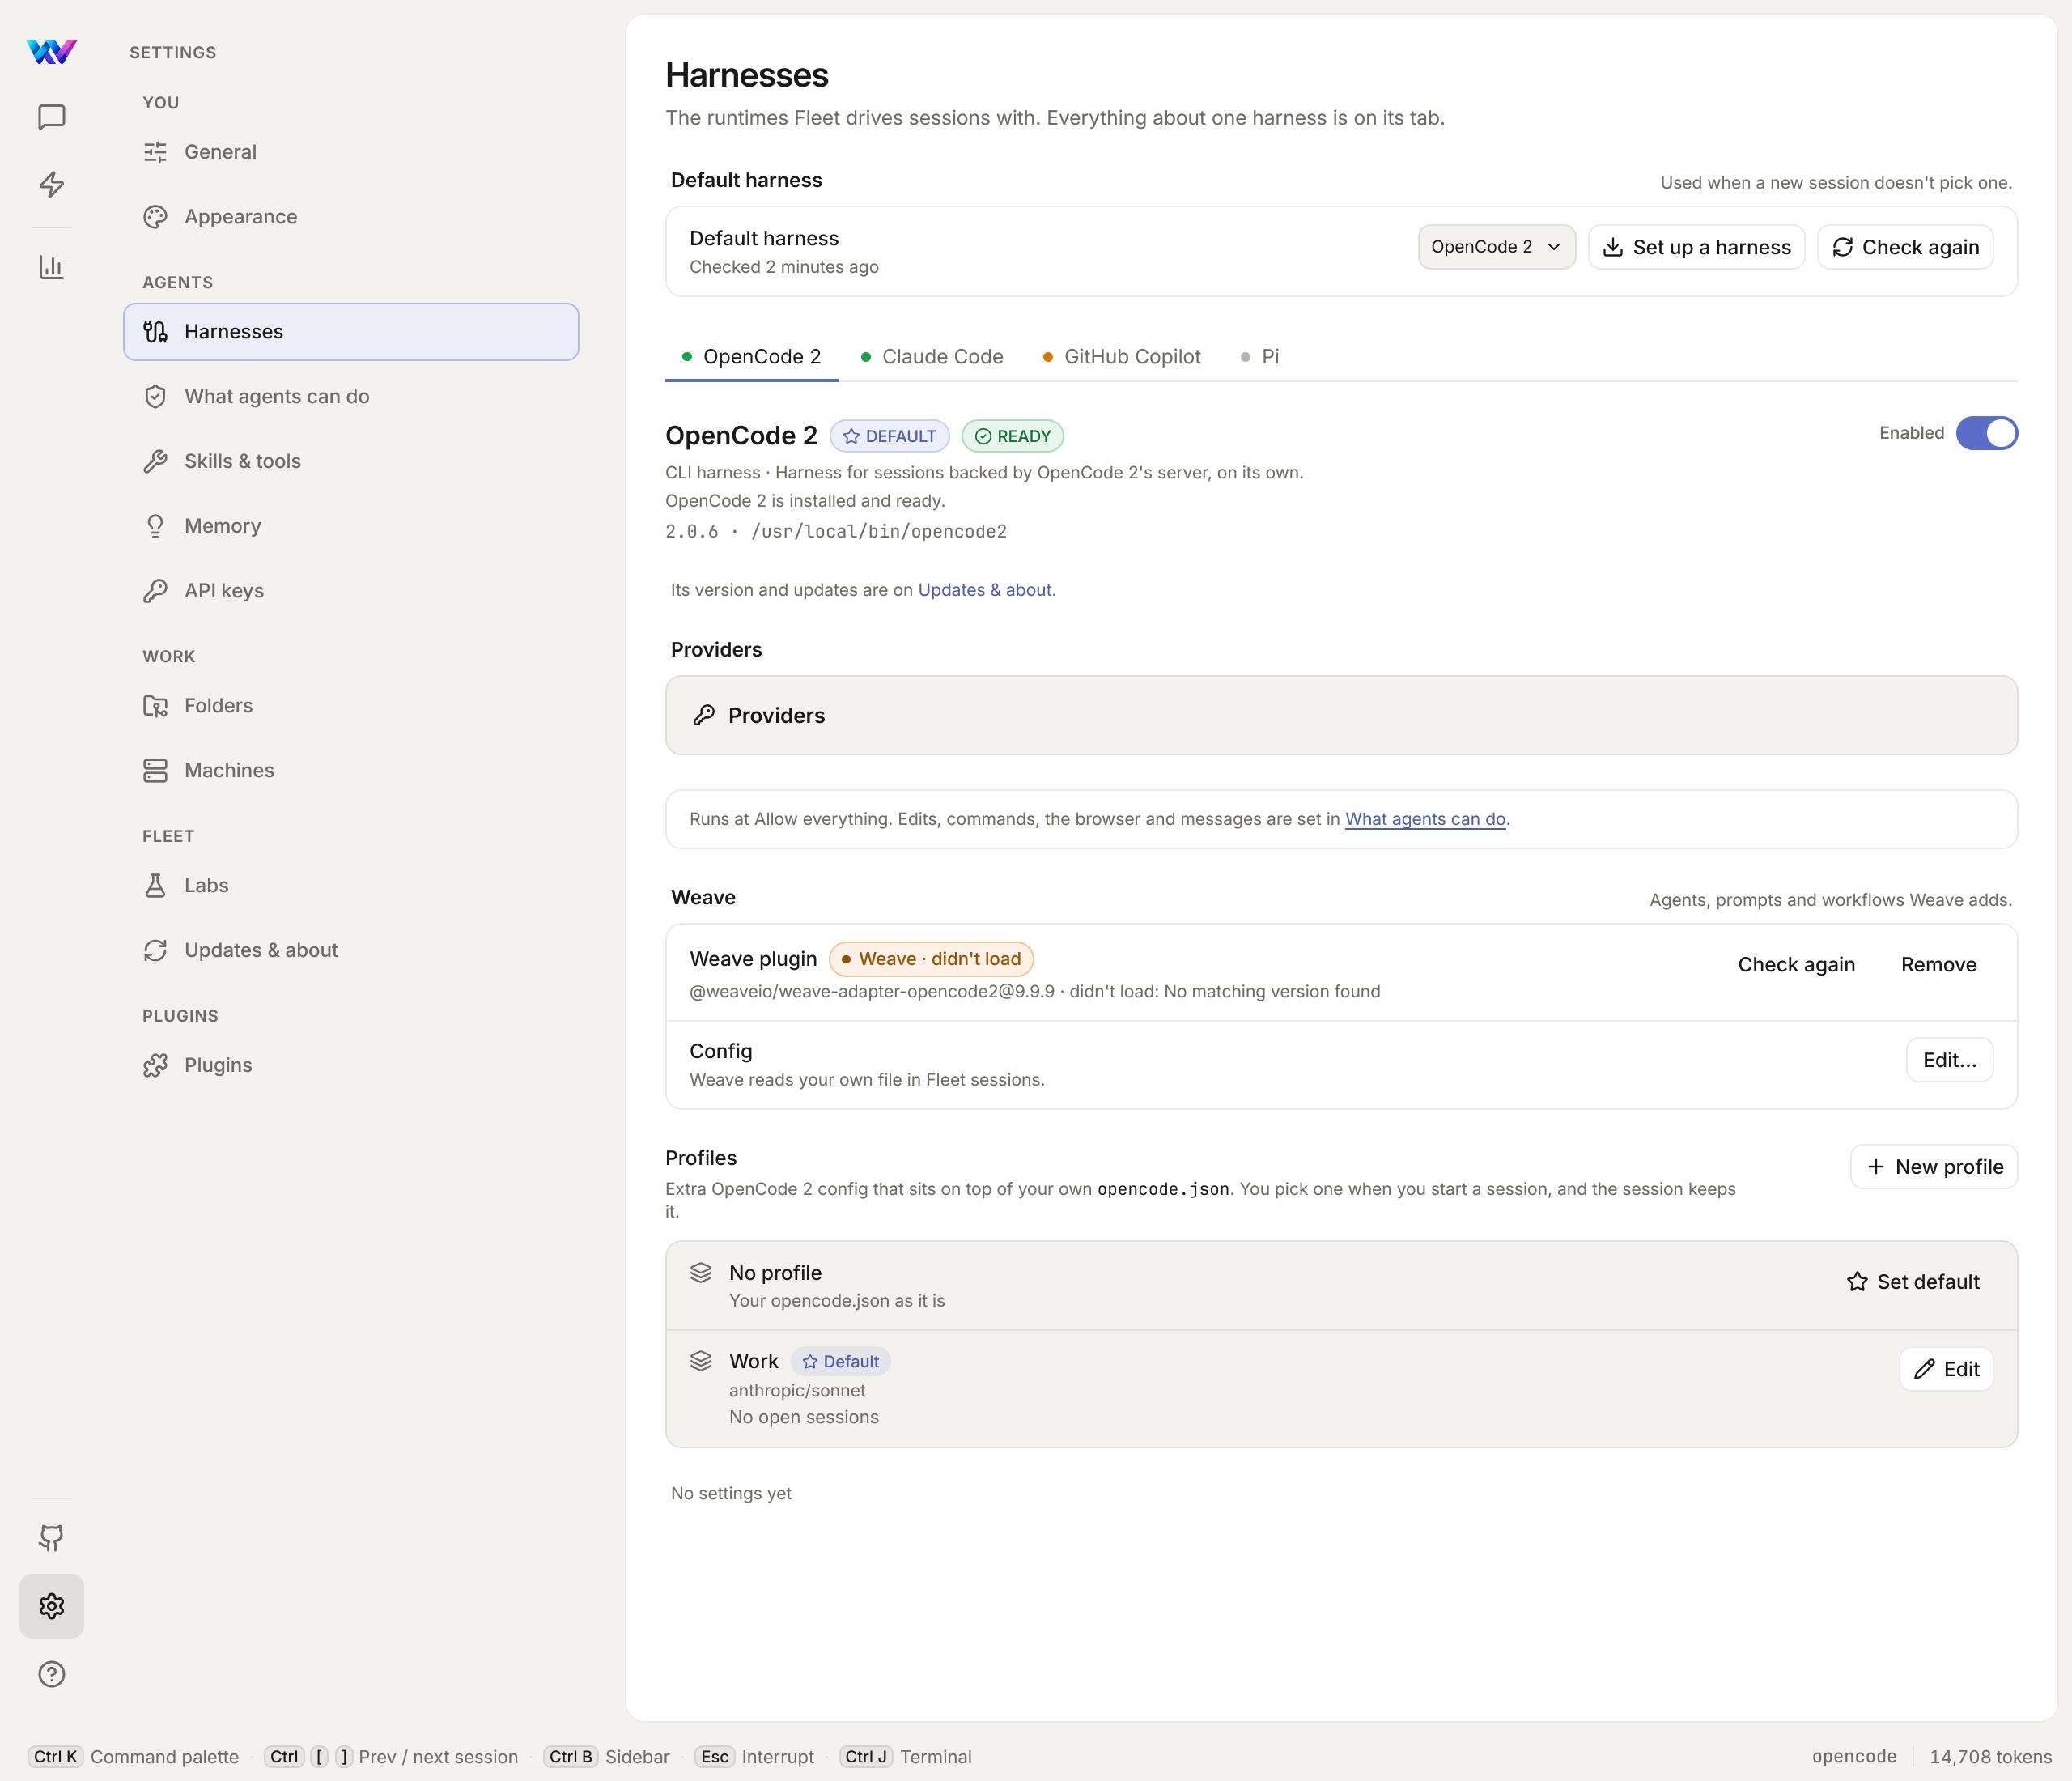 SETTINGS
YOU
General
Appearance
AGENTS
Harnesses
What agents can do
Skills & tools
Memory
API keys
WORK
Folders
Machines
FLEET
Labs
Updates & about
PLUGINS
Plugins
Harnesses
The runtimes Fleet drives sessions with. Everything about one harness is on its tab.
Default harness
Used when a new session doesn't pick one.
Default harness
Checked 2 minutes ago
OpenCode 2
Set up a harness
Check again
OpenCode 2
Claude Code
GitHub Copilot
Pi
OpenCode 2
DEFAULT
READY
Enabled
CLI harness · Harness for sessions backed by OpenCode 2's server, on its own.
OpenCode 2 is installed and ready.
2.0.6 · /usr/local/bin/opencode2
Its version and updates are on Updates & about.
Providers
Providers
Runs at Allow everything. Edits, commands, the browser and messages are set in What agents can do.
Weave
Agents, prompts and workflows Weave adds.
Weave plugin
Weave · didn't load
@weaveio/weave-adapter-opencode2@9.9.9 · didn't load: No matching version found
Check again
Remove
Config
Weave reads your own file in Fleet sessions.
Edit...
Profiles
Extra OpenCode 2 config that sits on top of your own opencode.json. You pick one when you start a session, and the session keeps
it.
New profile
No profile
Your opencode.json as it is
Set default
Work
Default
anthropic/sonnet
No open sessions
Edit
No settings yet
Ctrl K Command palette · Ctrl [ ] Prev / next session · Ctrl B Sidebar · Esc Interrupt · Ctrl J Terminal
opencode
14,708 tokens